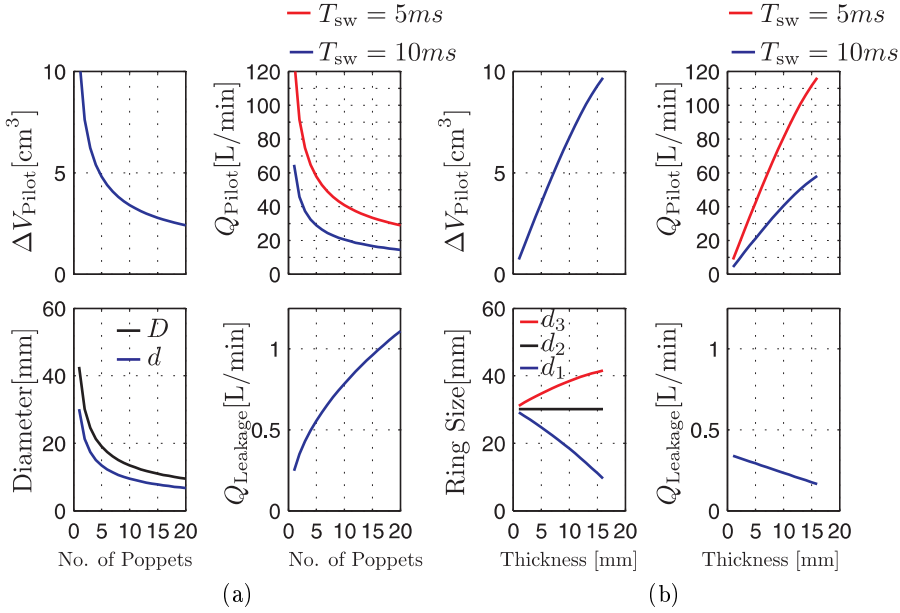 T_sw = 5ms
T_sw = 10ms
T_sw = 5ms
T_sw = 10ms
ΔV_Pilot[cm³]
10
5
0
Q_Pilot[L/min]
120
100
80
60
40
20
0
ΔV_Pilot[cm³]
10
5
0
Q_Pilot[L/min]
120
100
80
60
40
20
0
Diameter[mm]
60
40
20
0
D
d
0 5 10 15 20
No. of Poppets
Q_Leakage[L/min]
1
0.5
0
0 5 10 15 20
No. of Poppets
Ring Size[mm]
60
40
20
0
d₃
d₂
d₁
0 5 10 15 20
Thickness [mm]
Q_Leakage[L/min]
1
0.5
0
0 5 10 15 20
Thickness [mm]
(a)
(b)